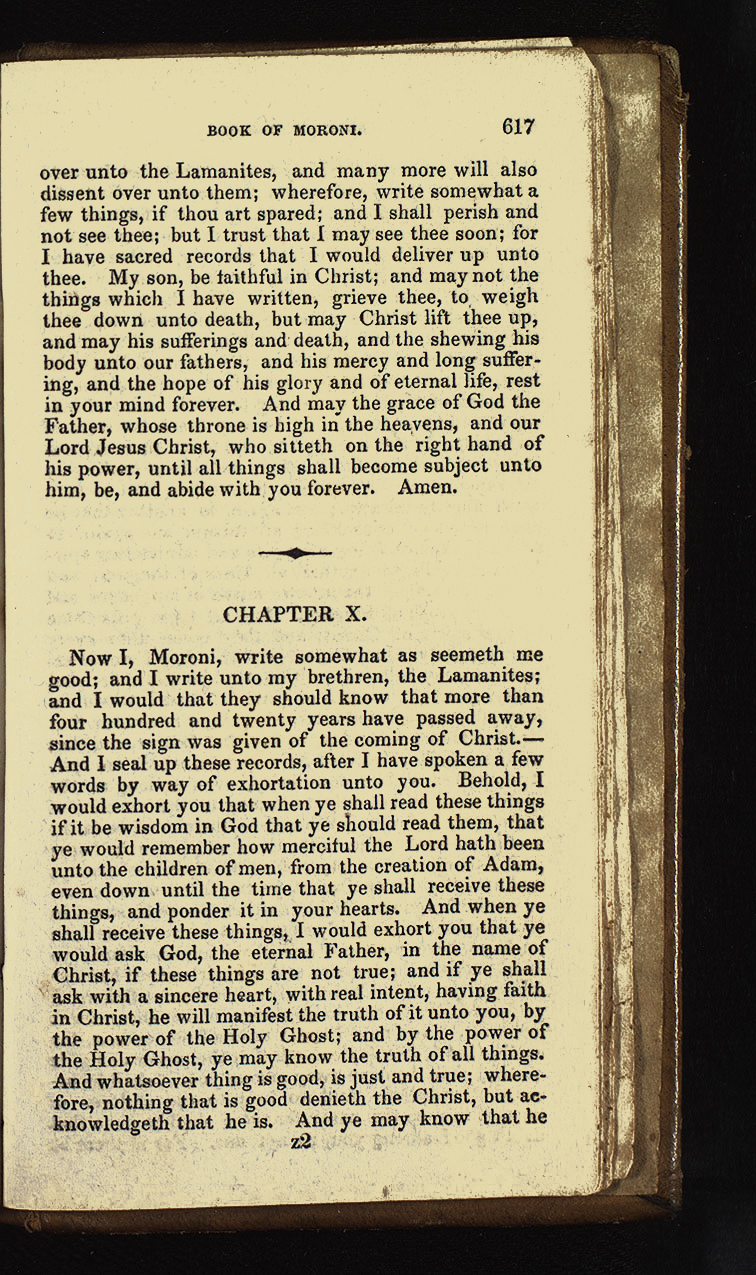 BOOK OF MORONI. 617
over unto the Lamanites, and many more will also
dissent over unto them; wherefore, write somewhat a
few things, if thou art spared; and I shall perish and
not see thee; but I trust that I may see thee soon; for
I have sacred records that I would deliver up unto
thee. My son, be faithful in Christ; and may not the
things which I have written, grieve thee, to weigh
thee down unto death, but may Christ lift thee up,
and may his sufferings and death, and the shewing his
body unto our fathers, and his mercy and long suffer-
ing, and the hope of his glory and of eternal life, rest
in your mind forever. And may the grace of God the
Father, whose throne is high in the heavens, and our
Lord Jesus Christ, who sitteth on the right hand of
his power, until all things shall become subject unto
him, be, and abide with you forever. Amen.
CHAPTER X.
Now I, Moroni, write somewhat as seemeth me
good; and I write unto my brethren, the Lamanites;
and I would that they should know that more than
four hundred and twenty years have passed away,
since the sign was given of the coming of Christ.—
And I seal up these records, after I have spoken a few
words by way of exhortation unto you. Behold, I
would exhort you that when ye shall read these things
if it be wisdom in God that ye should read them, that
ye would remember how merciful the Lord hath been
unto the children of men, from the creation of Adam,
even down until the time that ye shall receive these
things, and ponder it in your hearts. And when ye
shall receive these things, I would exhort you that ye
would ask God, the eternal Father, in the name of
Christ, if these things are not true; and if ye shall
ask with a sincere heart, with real intent, having faith
in Christ, he will manifest the truth of it unto you, by
the power of the Holy Ghost; and by the power of
the Holy Ghost, ye may know the truth of all things.
And whatsoever thing is good, is just and true; where-
fore, nothing that is good denieth the Christ, but ac-
knowledgeth that he is. And ye may know that he
z2